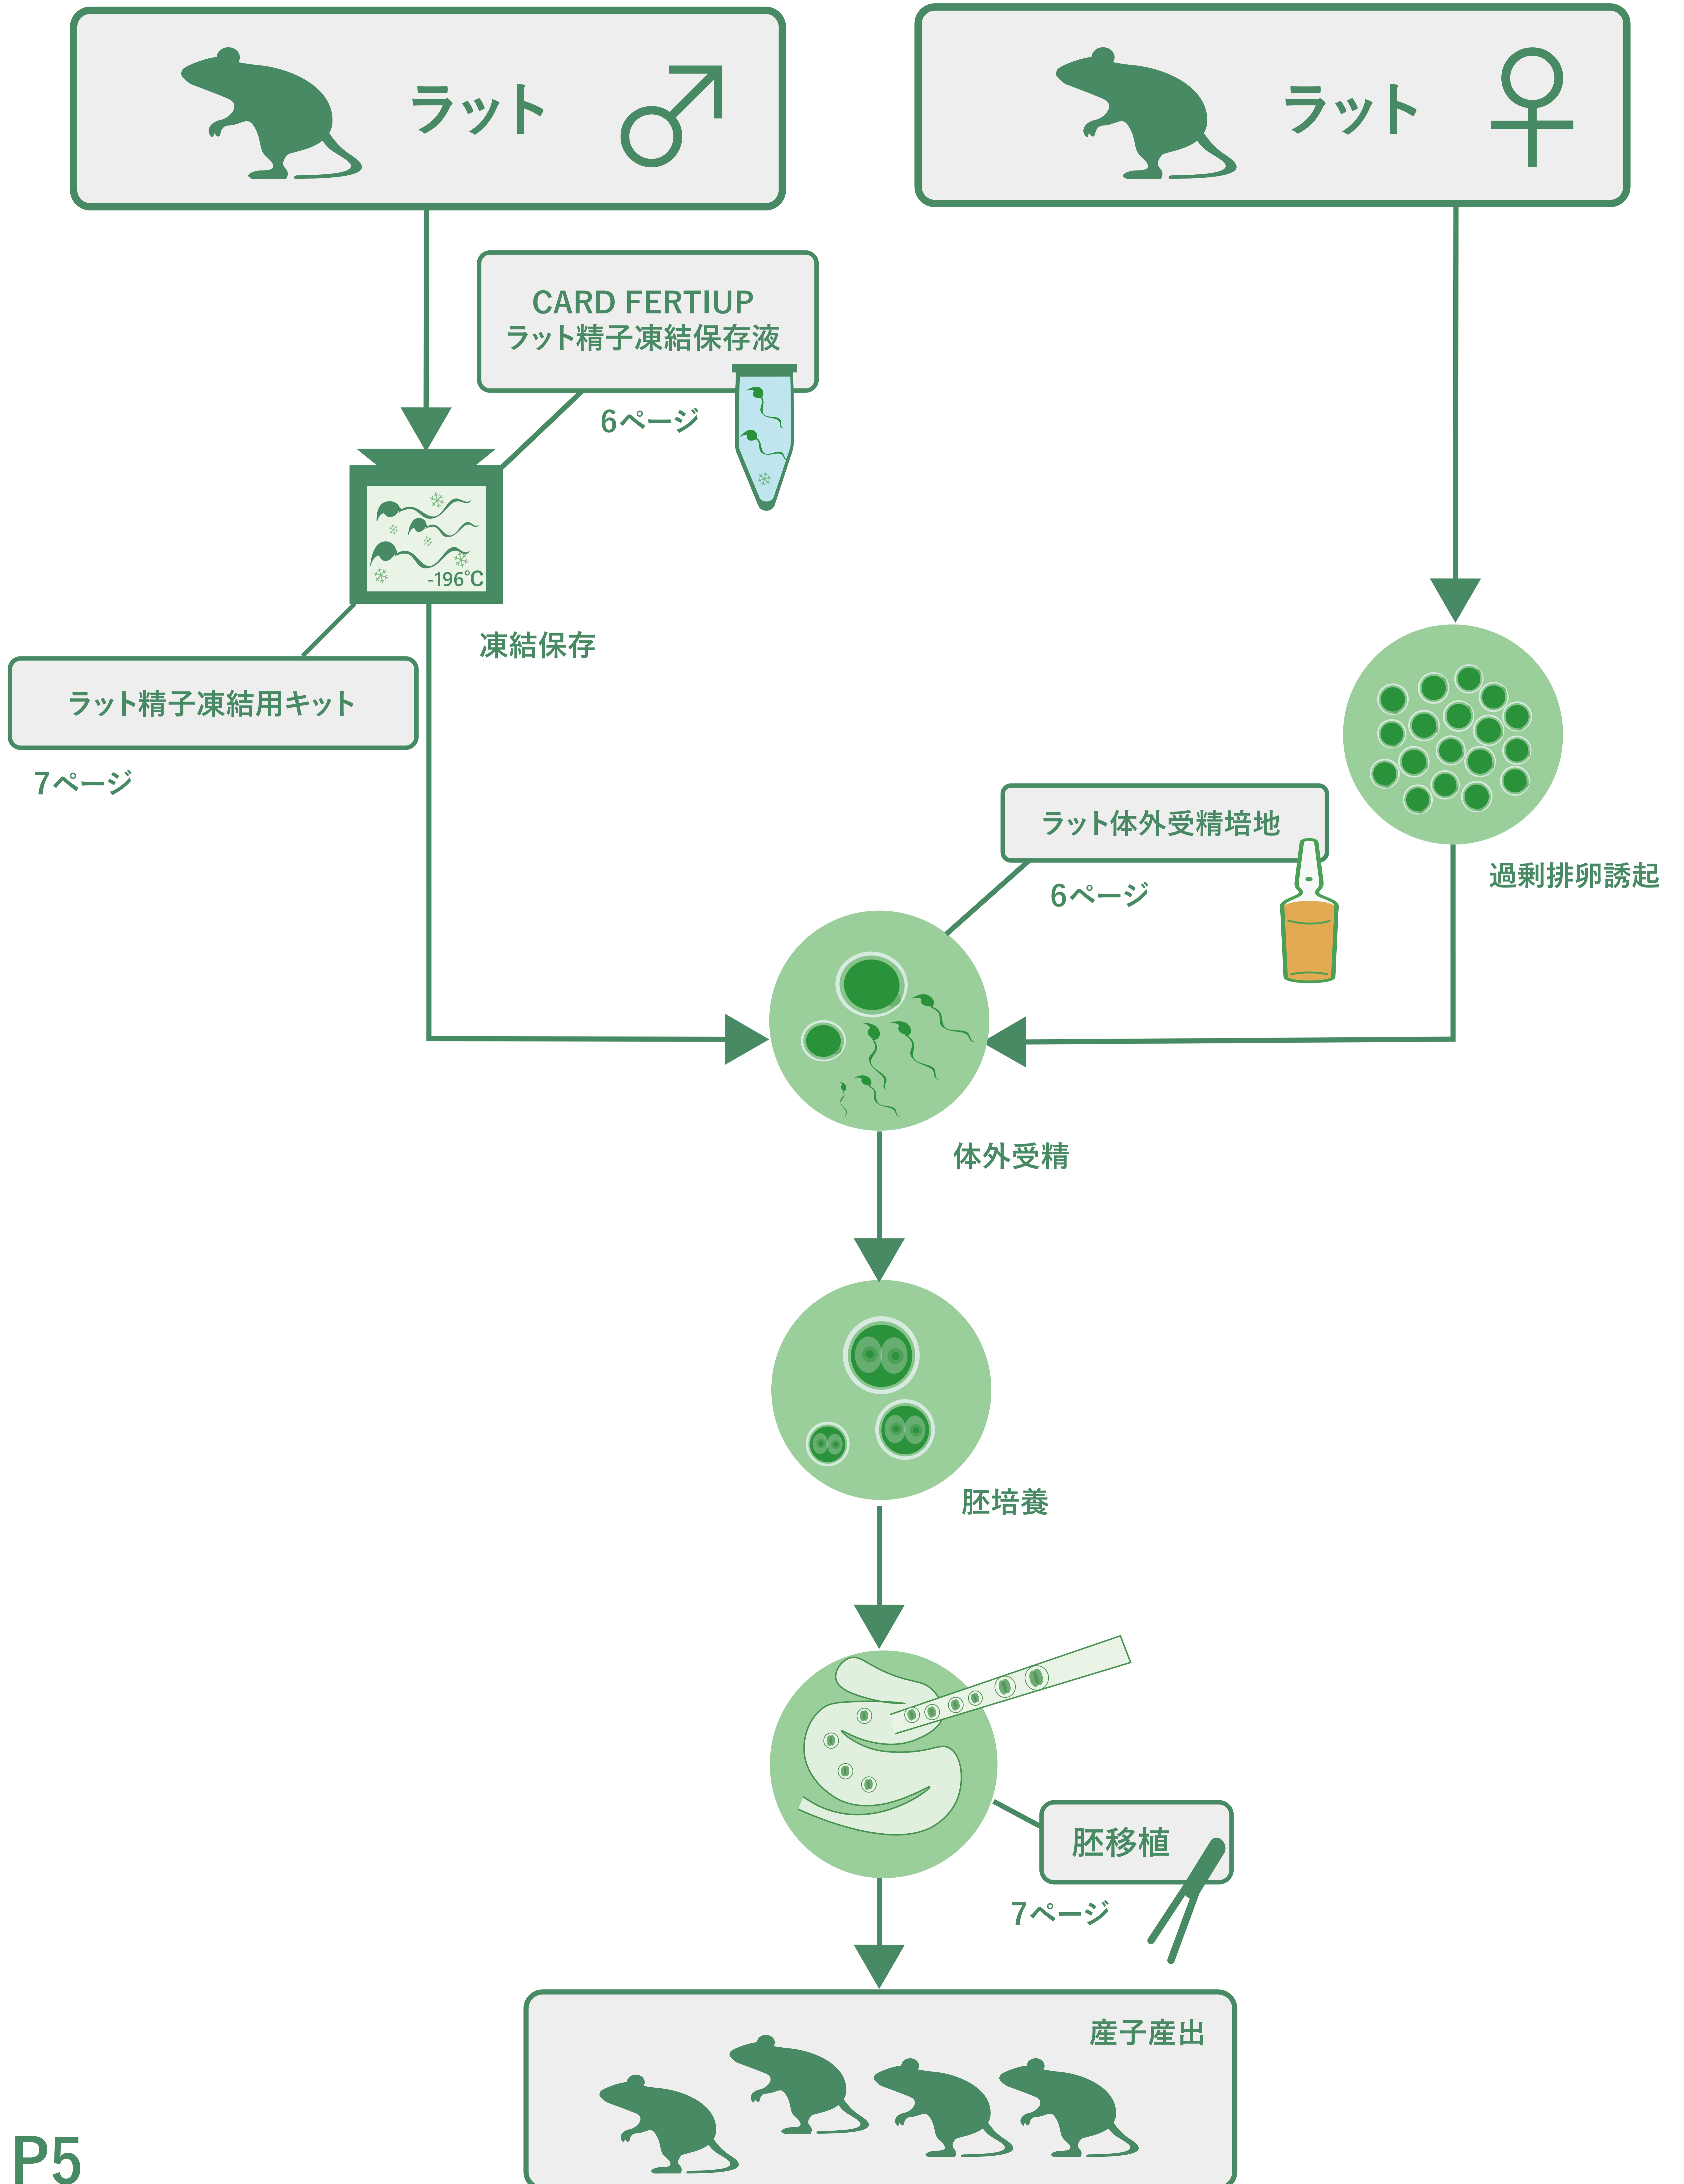 ラット
ラット
CARD FERTIUP
ラット精子凍結保存液
6ページ
-196℃
凍結保存
ラット精子凍結用キット
7ページ
ラット体外受精培地
6ページ
過剰排卵誘起
体外受精
胚培養
胚移植
7ページ
産子産出
P5